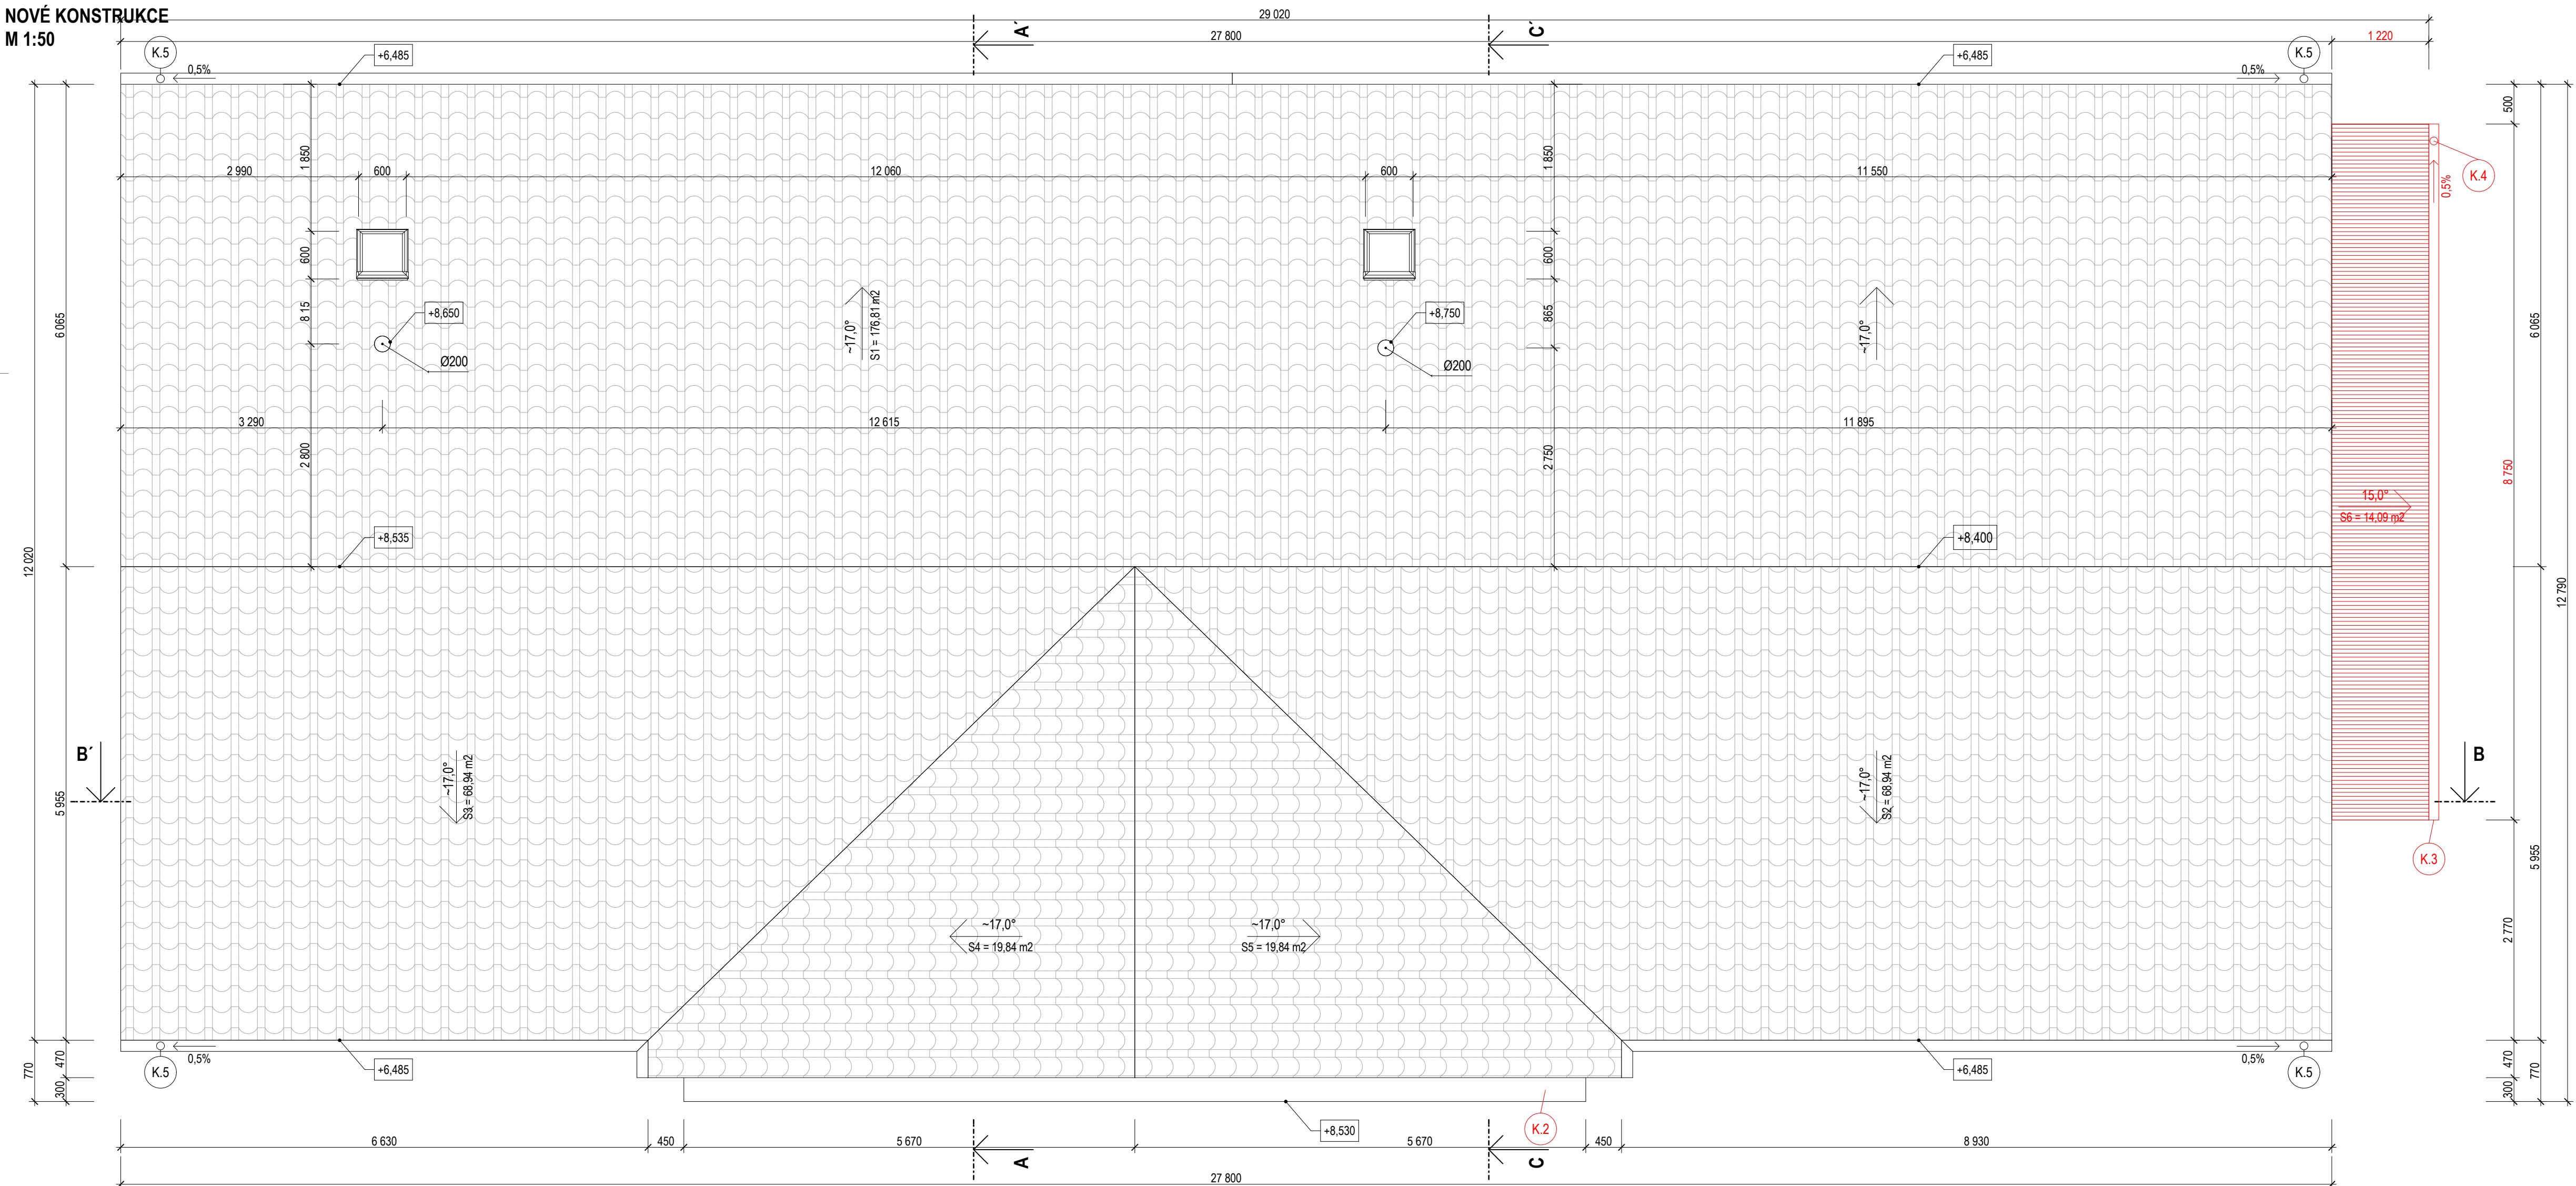 NOVÉ KONSTRUKCE
M 1:50
29 020
27 800
1 220
A´
C´
K.5
0,5%
+6,485
+6,485
0,5%
K.5
500
1 850
1 850
2 990
600
12 060
600
11 550
K.4
0,5%
600
600
8 15
865
+8,650
Ø200
+8,750
Ø200
~17,0°
S1 = 176,81 m2
~17,0°
6 065
6 065
3 290
12 615
11 895
2 800
2 750
8 750
15,0°
S6 = 14,09 m2
+8,535
+8,400
12 020
12 790
B´
B
~17,0°
S3 = 68,94 m2
~17,0°
S2 = 68,94 m2
5 955
5 955
K.3
2 770
~17,0°
S4 = 19,84 m2
~17,0°
S5 = 19,84 m2
0,5%
K.5
+6,485
+6,485
0,5%
K.5
770
470
300
470
300
770
+8,530
K.2
6 630
450
5 670
5 670
450
8 930
A
C
27 800